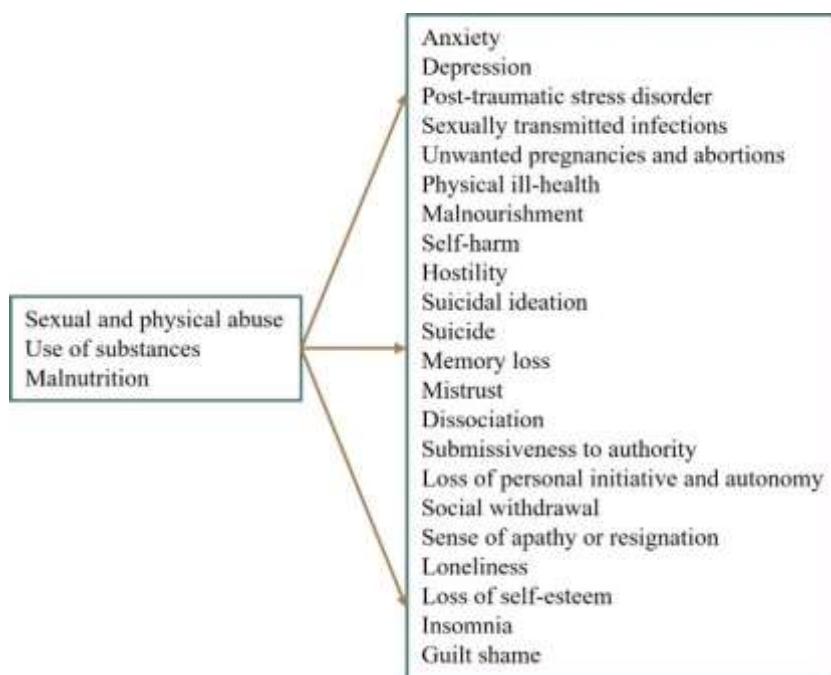 Sexual and physical abuse
Use of substances
Malnutrition
Anxiety
Depression
Post-traumatic stress disorder
Sexually transmitted infections
Unwanted pregnancies and abortions
Physical ill-health
Malnourishment
Self-harm
Hostility
Suicidal ideation
Suicide
Memory loss
Mistrust
Dissociation
Submissiveness to authority
Loss of personal initiative and autonomy
Social withdrawal
Sense of apathy or resignation
Loneliness
Loss of self-esteem
Insomnia
Guilt shame